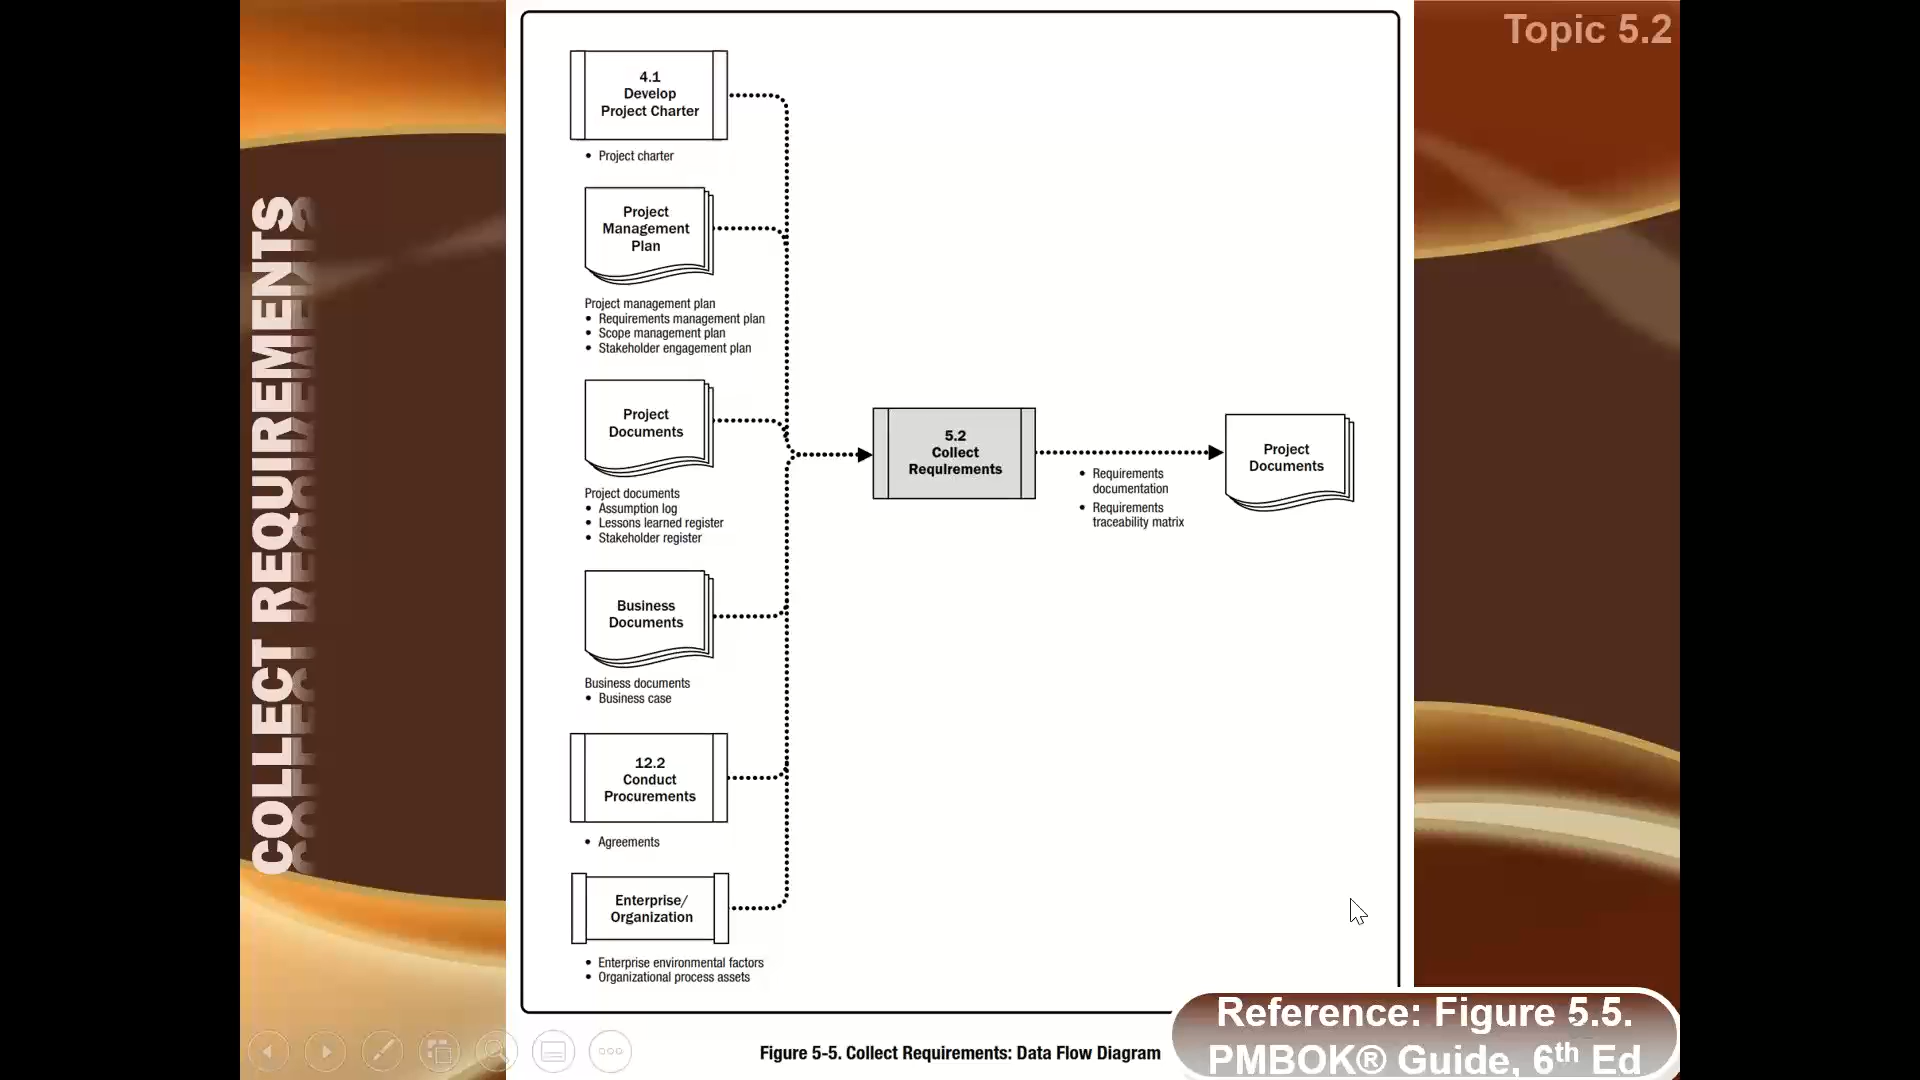 Topic 5.2
COLLECT REQUIREMENTS
4.1
Develop
Project Charter
• Project charter
Project
Management
Plan
Project management plan
• Requirements management plan
• Scope management plan
• Stakeholder engagement plan
Project
Documents
Project documents
• Assumption log
• Lessons learned register
• Stakeholder register
Business
Documents
Business documents
• Business case
12.2
Conduct
Procurements
• Agreements
Enterprise/
Organization
• Enterprise environmental factors
• Organizational process assets
5.2
Collect
Requirements
• Requirements
documentation
• Requirements
traceability matrix
Project
Documents
Figure 5-5. Collect Requirements: Data Flow Diagram
Reference: Figure 5.5.
PMBOK® Guide, 6th Ed